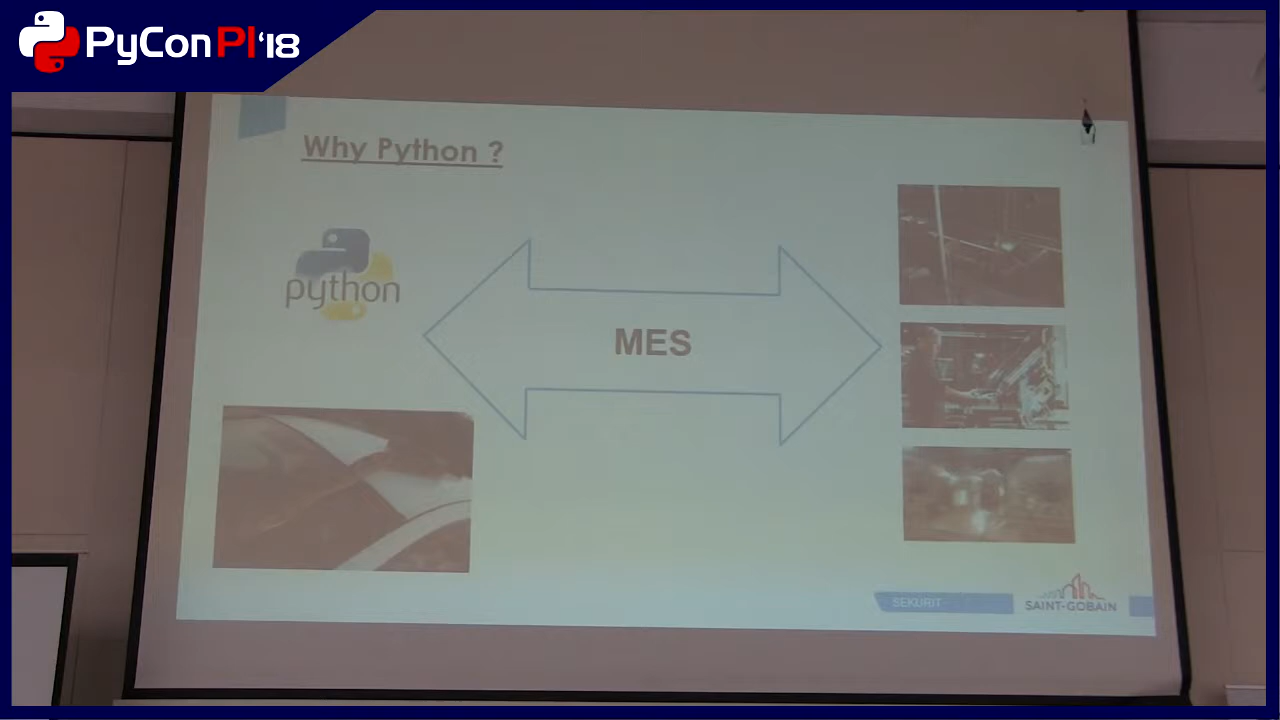 PyConPl'18
Why Python ?
python
MES
SEKURIT
SAINT-GOBAIN